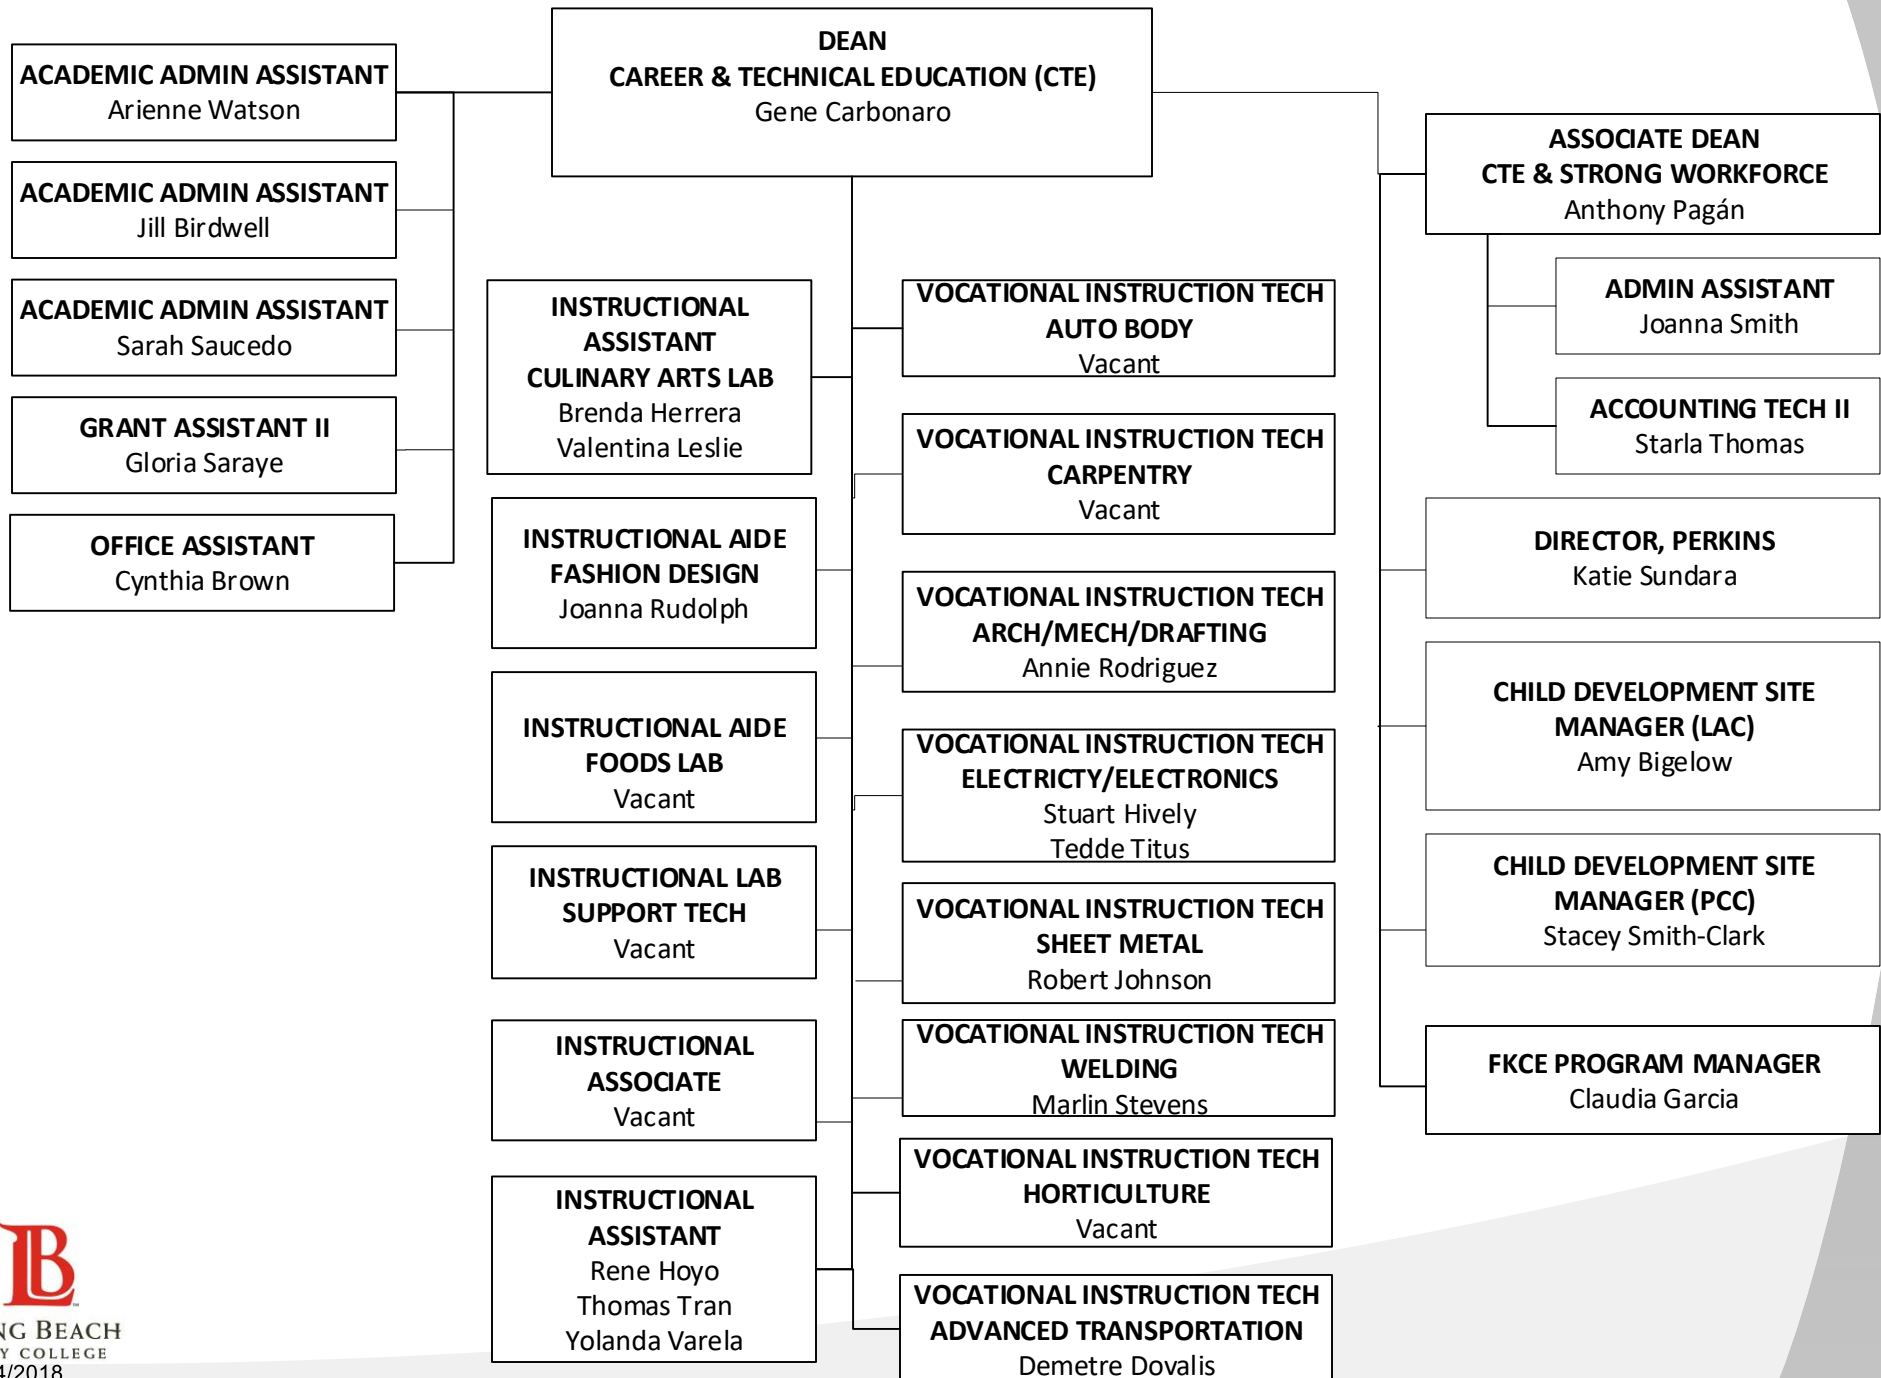 DEAN
CAREER & TECHNICAL EDUCATION (CTE)
Gene Carbonaro
ACADEMIC ADMIN ASSISTANT
Arienne Watson
ACADEMIC ADMIN ASSISTANT
Jill Birdwell
ACADEMIC ADMIN ASSISTANT
Sarah Saucedo
GRANT ASSISTANT II
Gloria Saraye
OFFICE ASSISTANT
Cynthia Brown
INSTRUCTIONAL
ASSISTANT
CULINARY ARTS LAB
Brenda Herrera
Valentina Leslie
INSTRUCTIONAL AIDE
FASHION DESIGN
Joanna Rudolph
INSTRUCTIONAL AIDE
FOODS LAB
Vacant
INSTRUCTIONAL LAB
SUPPORT TECH
Vacant
INSTRUCTIONAL
ASSOCIATE
Vacant
INSTRUCTIONAL
ASSISTANT
Rene Hoyo
Thomas Tran
Yolanda Varela
VOCATIONAL INSTRUCTION TECH
AUTO BODY
Vacant
VOCATIONAL INSTRUCTION TECH
CARPENTRY
Vacant
VOCATIONAL INSTRUCTION TECH
ARCH/MECH/DRAFTING
Annie Rodriguez
VOCATIONAL INSTRUCTION TECH
ELECTRICTY/ELECTRONICS
Stuart Hively
Tedde Titus
VOCATIONAL INSTRUCTION TECH
SHEET METAL
Robert Johnson
VOCATIONAL INSTRUCTION TECH
WELDING
Marlin Stevens
VOCATIONAL INSTRUCTION TECH
HORTICULTURE
Vacant
VOCATIONAL INSTRUCTION TECH
ADVANCED TRANSPORTATION
Demetre Dovalis
ASSOCIATE DEAN
CTE & STRONG WORKFORCE
Anthony Pagán
ADMIN ASSISTANT
Joanna Smith
ACCOUNTING TECH II
Starla Thomas
DIRECTOR, PERKINS
Katie Sundara
CHILD DEVELOPMENT SITE
MANAGER (LAC)
Amy Bigelow
CHILD DEVELOPMENT SITE
MANAGER (PCC)
Stacey Smith-Clark
FKCE PROGRAM MANAGER
Claudia Garcia
LB
NG BEACH
Y COLLEGE
4/2018